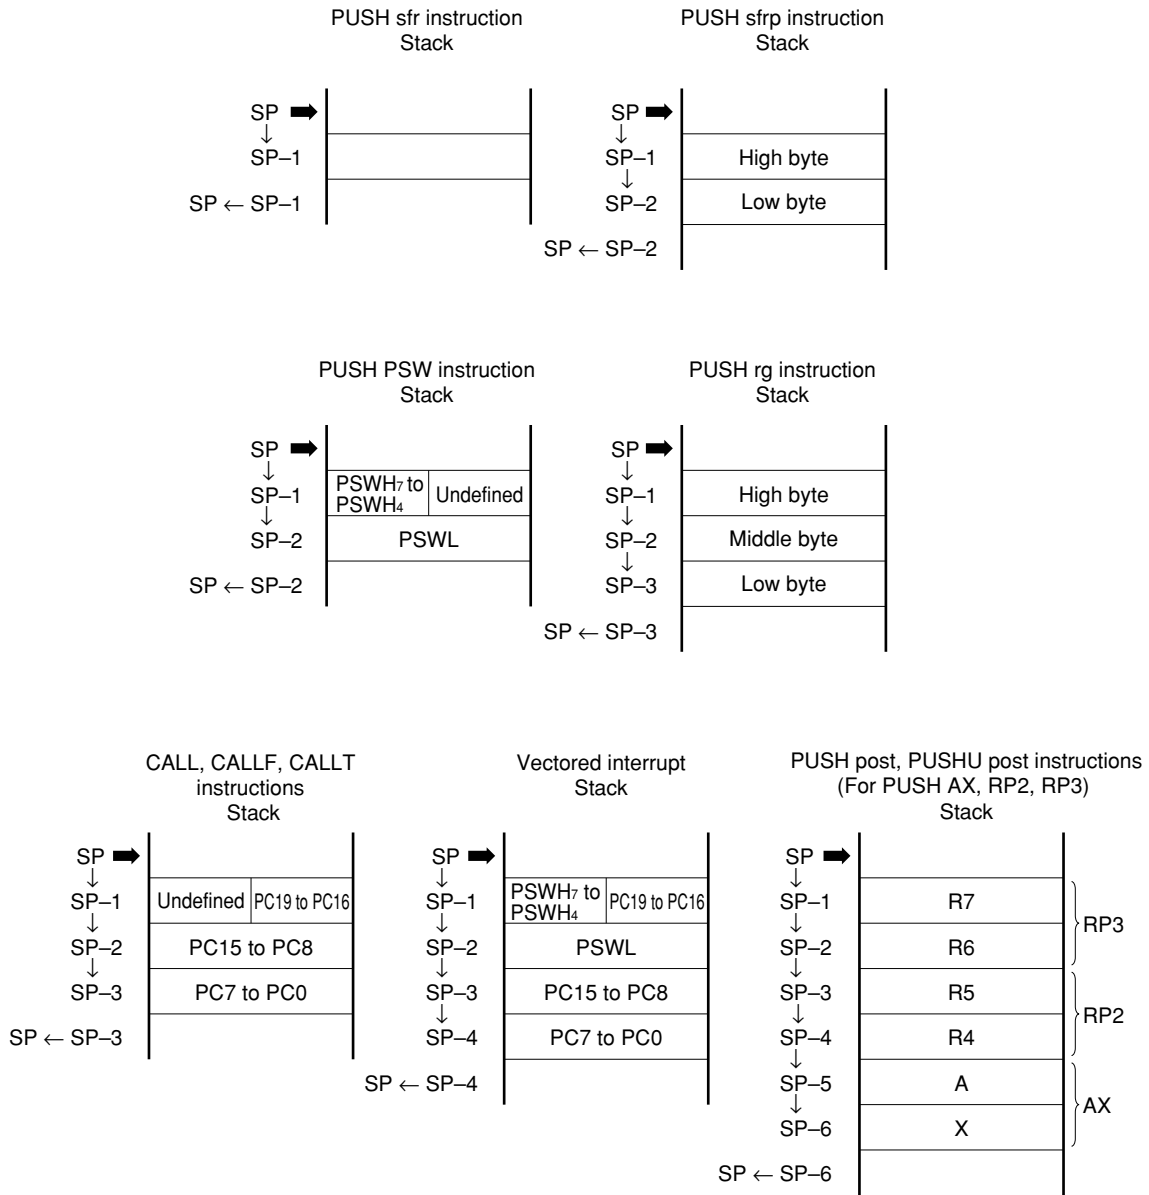 PUSH sfr instruction
Stack
SP
SP–1
SP ← SP–1
PUSH sfrp instruction
Stack
SP
SP–1 High byte
SP–2 Low byte
SP ← SP–2
PUSH PSW instruction
Stack
SP
SP–1 PSWH7 to PSWH4 Undefined
SP–2 PSWL
SP ← SP–2
PUSH rg instruction
Stack
SP
SP–1 High byte
SP–2 Middle byte
SP–3 Low byte
SP ← SP–3
CALL, CALLF, CALLT
instructions
Stack
SP
SP–1 Undefined PC19 to PC16
SP–2 PC15 to PC8
SP–3 PC7 to PC0
SP ← SP–3
Vectored interrupt
Stack
SP
SP–1 PSWH7 to PSWH4 PC19 to PC16
SP–2 PSWL
SP–3 PC15 to PC8
SP–4 PC7 to PC0
SP ← SP–4
PUSH post, PUSHU post instructions
(For PUSH AX, RP2, RP3)
Stack
SP
SP–1 R7
RP3
SP–2 R6
SP–3 R5
RP2
SP–4 R4
SP–5 A
AX
SP–6 X
SP ← SP–6